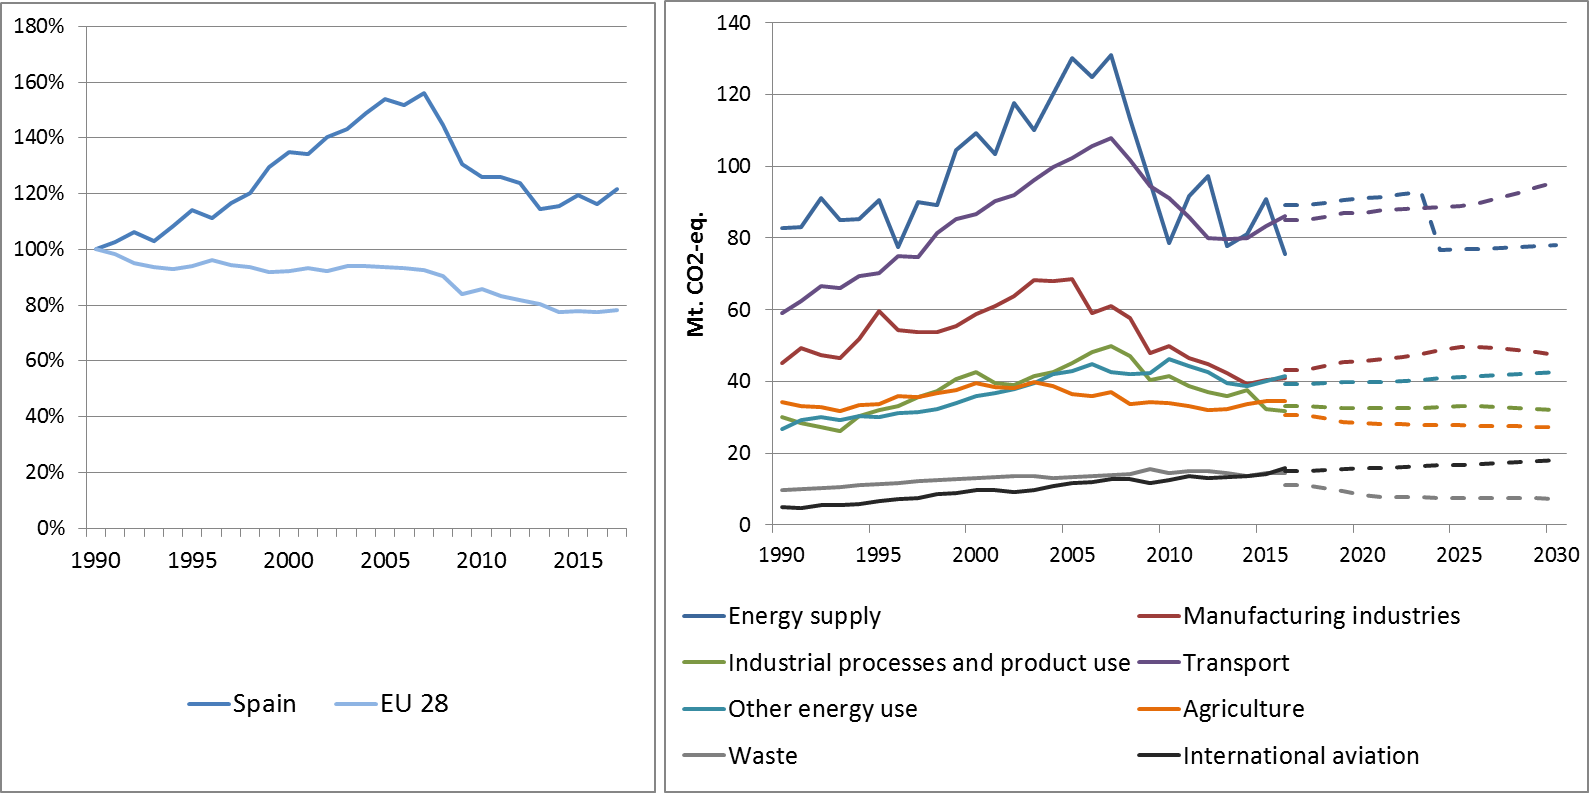 180%
160%
140%
120%
100%
80%
60%
40%
20%
0%
1990 1995 2000 2005 2010 2015
Spain EU 28
Mt. CO2-eq.
140
120
100
80
60
40
20
0
1990 1995 2000 2005 2010 2015 2020 2025 2030
Energy supply Manufacturing industries
Industrial processes and product use Transport
Other energy use Agriculture
Waste International aviation